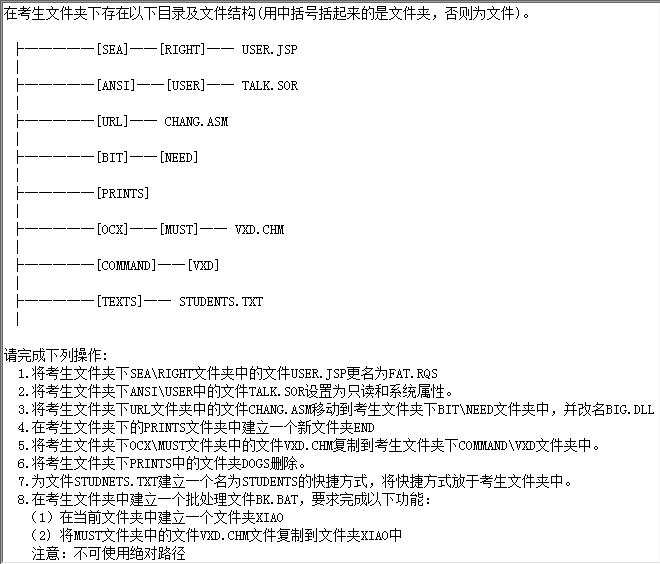 在考生文件夹下存在以下目录及文件结构(用中括号括起来的是文件夹，否则为文件)。
├─────[SEA]──[RIGHT]── USER.JSP
│
├─────[ANSI]──[USER]── TALK.SOR
│
├─────[URL]── CHANG.ASM
│
├─────[BIT]──[NEED]
│
├─────[PRINTS]
│
├─────[OCX]──[MUST]── VXD.CHM
│
├─────[COMMAND]──[VXD]
│
├─────[TEXTS]── STUDENTS.TXT
│
请完成下列操作:
1.将考生文件夹下SEA\RIGHT文件夹中的文件USER.JSP更名为FAT.RQS
2.将考生文件夹下ANSI\USER中的文件TALK.SOR设置为只读和系统属性。
3.将考生文件夹下URL文件夹中的文件CHANG.ASM移动到考生文件夹下BIT\NEED文件夹中，并改名BIG.DLL
4.在考生文件夹下的PRINTS文件夹中建立一个新文件夹END
5.将考生文件夹下OCX\MUST文件夹中的文件VXD.CHM复制到考生文件夹下COMMAND\VXD文件夹中。
6.将考生文件夹下PRINTS中的文件夹DOGS删除。
7.为文件STUDNETS.TXT建立一个名为STUDENTS的快捷方式，将快捷方式放于考生文件夹中。
8.在考生文件夹中建立一个批处理文件BK.BAT，要求完成以下功能：
（1）在当前文件夹中建立一个文件夹XIAO
（2）将MUST文件夹中的文件VXD.CHM文件复制到文件夹XIAO中
注意：不可使用绝对路径